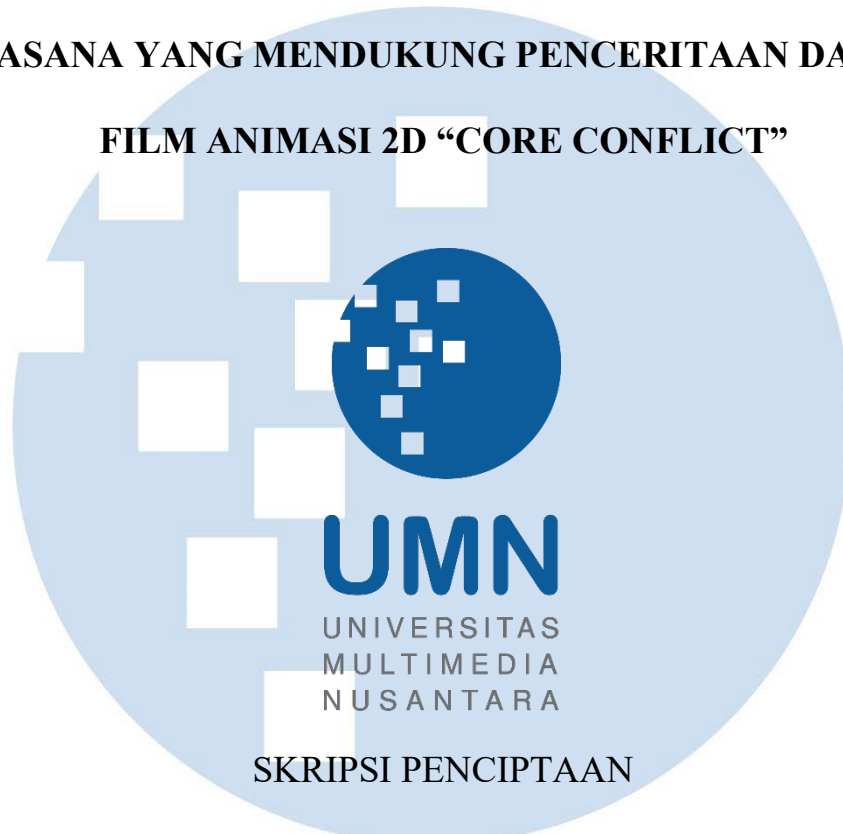 ASANA YANG MENDUKUNG PENCERITAAN DA
FILM ANIMASI 2D “CORE CONFLICT”
UMN
UNIVERSITAS
MULTIMEDIA
NUSANTARA
SKRIPSI PENCIPTAAN